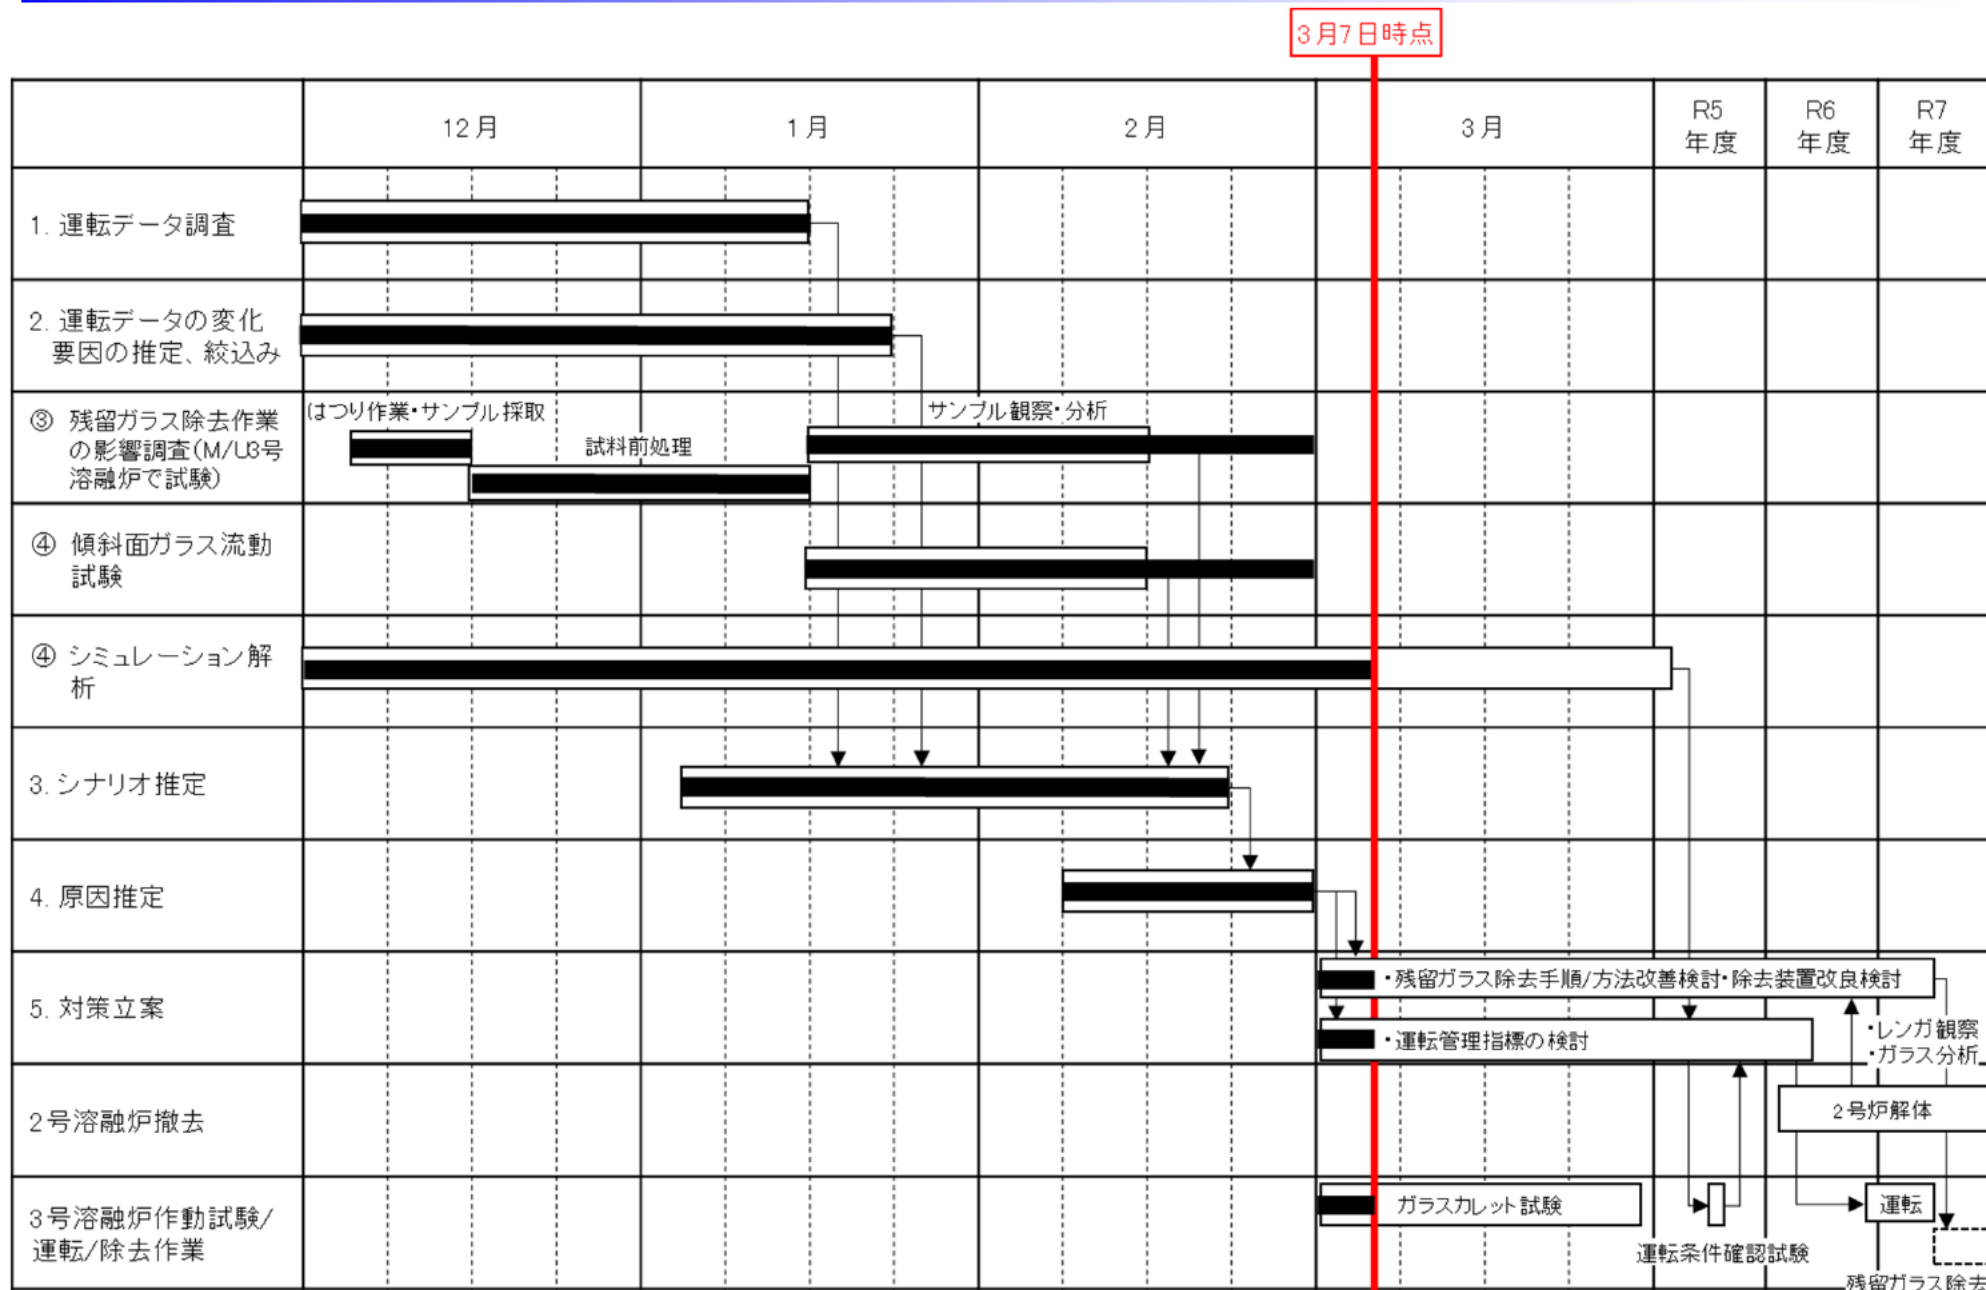 3月7日時点
12月
1月
2月
3月
R5
年度
R6
年度
R7
年度
1. 運転データ調査
2. 運転データの変化
要因の推定、絞込み
③ 残留ガラス除去作業
の影響調査(M/U3号
溶融炉で試験)
はつり作業・サンプル採取
試料前処理
サンプル観察・分析
④ 傾斜面ガラス流動
試験
④ シミュレーション解
析
3. シナリオ推定
4. 原因推定
5. 対策立案
・残留ガラス除去手順/方法改善検討・除去装置改良検討
・運転管理指標の検討
・レンガ観察
・ガラス分析
2号溶融炉撤去
2号炉解体
3号溶融炉作動試験/
運転/除去作業
ガラスカレット試験
運転条件確認試験
運転
残留ガラス除去